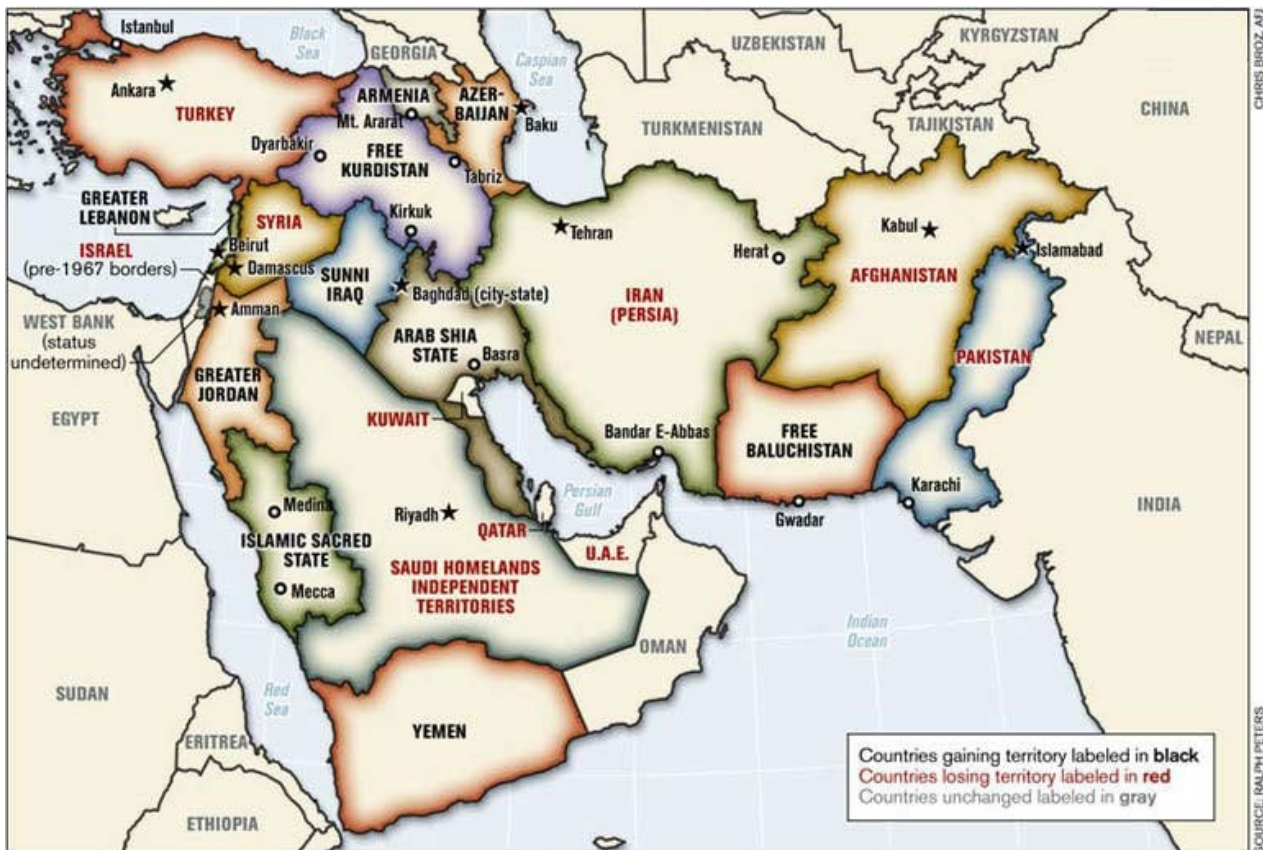 Istanbul
Black
Sea
GEORGIA
Caspian
Sea
UZBEKISTAN
KYRGYZSTAN
CHRIS BROZ, AFJ
Ankara
TURKEY
ARMENIA
Mt. Ararat
AZER-
BAIJAN
Baku
TURKMENISTAN
TAJIKISTAN
CHINA
Dyarbakir
FREE
KURDISTAN
Tabriz
GREATER
LEBANON
SYRIA
Kirkuk
Tehran
Herat
Kabul
Islamabad
ISRAEL
(pre-1967 borders)
Beirut
Damascus
SUNNI
IRAQ
Baghdad (city-state)
IRAN
(PERSIA)
AFGHANISTAN
WEST BANK
(status
undetermined)
Amman
ARAB SHIA
STATE
Basra
PAKISTAN
NEPAL
GREATER
JORDAN
EGYPT
KUWAIT
Bandar E-Abbas
FREE
BALUCHISTAN
Medina
Riyadh
Persian
Gulf
Gwadar
Karachi
INDIA
ISLAMIC SACRED
STATE
QATAR
U.A.E.
Mecca
SAUDI HOMELANDS
INDEPENDENT
TERRITORIES
OMAN
Indian
Ocean
SUDAN
Red
Sea
YEMEN
ERITREA
ETHIOPIA
Countries gaining territory labeled in black
Countries losing territory labeled in red
Countries unchanged labeled in gray
SOURCE: RALPH PETERS